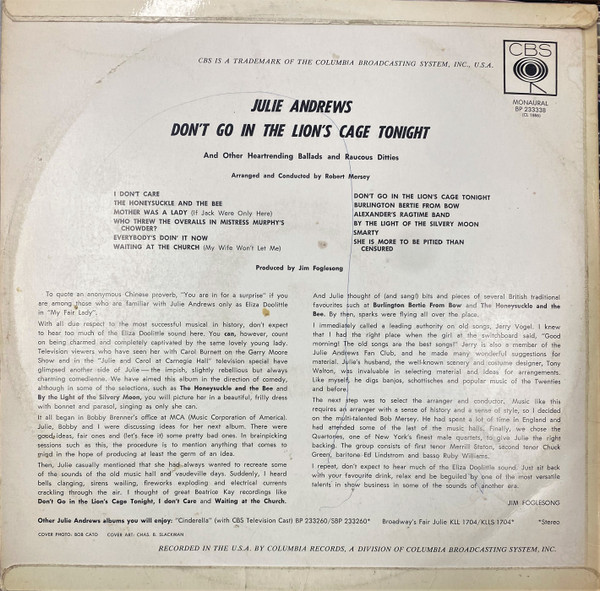 CBS IS A TRADEMARK OF THE COLUMBIA BROADCASTING SYSTEM, INC., U.S.A.
CBS
MONAURAL
BP 233338
JULIE ANDREWS
DON'T GO IN THE LION'S CAGE TONIGHT
And Other Heartrending Ballads and Raucous Ditties
Arranged and Conducted by Robert Mersey
I DON'T CARE
THE HONEYSUCKLE AND THE BEE
MOTHER WAS A LADY (If Jack Were Only Here)
WHO THREW THE OVERALLS IN MISTRESS MURPHY'S
CHOWDER?
EVERYBODY'S DOIN' IT NOW
WAITING AT THE CHURCH (My Wife Won't Let Me)
DON'T GO IN THE LION'S CAGE TONIGHT
BURLINGTON BERTIE FROM BOW
ALEXANDER'S RAGTIME BAND
BY THE LIGHT OF THE SILVERY MOON
SMARTY
SHE IS MORE TO BE PITIED THAN
CENSURED
Produced by Jim Foglesong
To quote an anonymous Chinese proverb, "You are in for a surprise" if you
are among those who are familiar with Julie Andrews only as Eliza Doolittle
in "My Fair Lady".
With all due respect to the most successful musical in history, don't expect
to hear too much of the Eliza Doolittle sound here. You can, however, count
on being charmed and completely captivated by the same lovely young lady.
Television viewers who have seen her with Carol Burnett on the Garry Moore
Show and in the "Julie and Carol at Carnegie Hall" television special have
glimpsed another side of Julie — the impish, slightly rebellious but always
charming comedienne. We have aimed this album in the direction of comedy,
although in some of the selections, such as The Honeysuckle and the Bee and
By the Light of the Silvery Moon, you will picture her in a beautiful, frilly dress
with bonnet and parasol, singing as only she can.
It all began in Bobby Brenner's office at MCA (Music Corporation of America).
Julie, Bobby and I were discussing ideas for her next album. There were
good ideas, fair ones and (let's face it) some pretty bad ones. In brainpicking
sessions such as this, the procedure is to mention anything that comes to
mind in the hope of producing at least the germ of an idea.
Then, Julie casually mentioned that she had always wanted to recreate some
of the sounds of the old music hall and vaudeville days. Suddenly, I heard
bells clanging, sirens wailing, fireworks exploding and electrical currents
crackling through the air. I thought of great Beatrice Kay recordings like
Don't Go in the Lion's Cage Tonight, I don't Care and Waiting at the Church.
And Julie thought of (and sang!) bits and pieces of several British traditional
favourites such as Burlington Bertie From Bow and The Honeysuckle and the
Bee. By then, sparks were flying all over the place.
I immediately called a leading authority on old songs, Jerry Vogel. I knew
that I had the right place when the girl at the switchboard said, "Good
morning! The old songs are the best songs!" Jerry is also a member of the
Julie Andrews Fan Club, and he made many wonderful suggestions for
material. Julie's husband, the well-known scenery and costume designer, Tony
Walton, was invaluable in selecting material and ideas for arrangements.
Like myself, he digs banjos, schottisches and popular music of the Twenties
and before.
The next step was to select the arranger and conductor. Music like this
requires an arranger with a sense of history and a sense of style, so I decided
on the multi-talented Bob Mersey. He had spent a lot of time in England and
had attended some of the last of the music halls. Finally, we chose the
Quartones, one of New York's finest male quartets, to give Julie the right
backing. The group consists of first tenor Merrill Staton, second tenor Chuck
Green, baritone Ed Lindstrom and basso Ruby Williams.
I repeat, don't expect to hear much of the Eliza Doolittle sound. Just sit back
with your favourite drink, relax and be beguiled by one of the most versatile
talents in show business in some of the sounds of another era.
JIM FOGLESONG
Other Julie Andrews albums you will enjoy: "Cinderella" (with CBS Television Cast) BP 233260/SBP 233260* Broadway's Fair Julie KLL 1704/KLLS 1704* *Stereo
COVER PHOTO: BOB CATO COVER ART: CHAS. B. SLACKMAN
RECORDED IN THE U.S.A. BY COLUMBIA RECORDS, A DIVISION OF COLUMBIA BROADCASTING SYSTEM, INC.